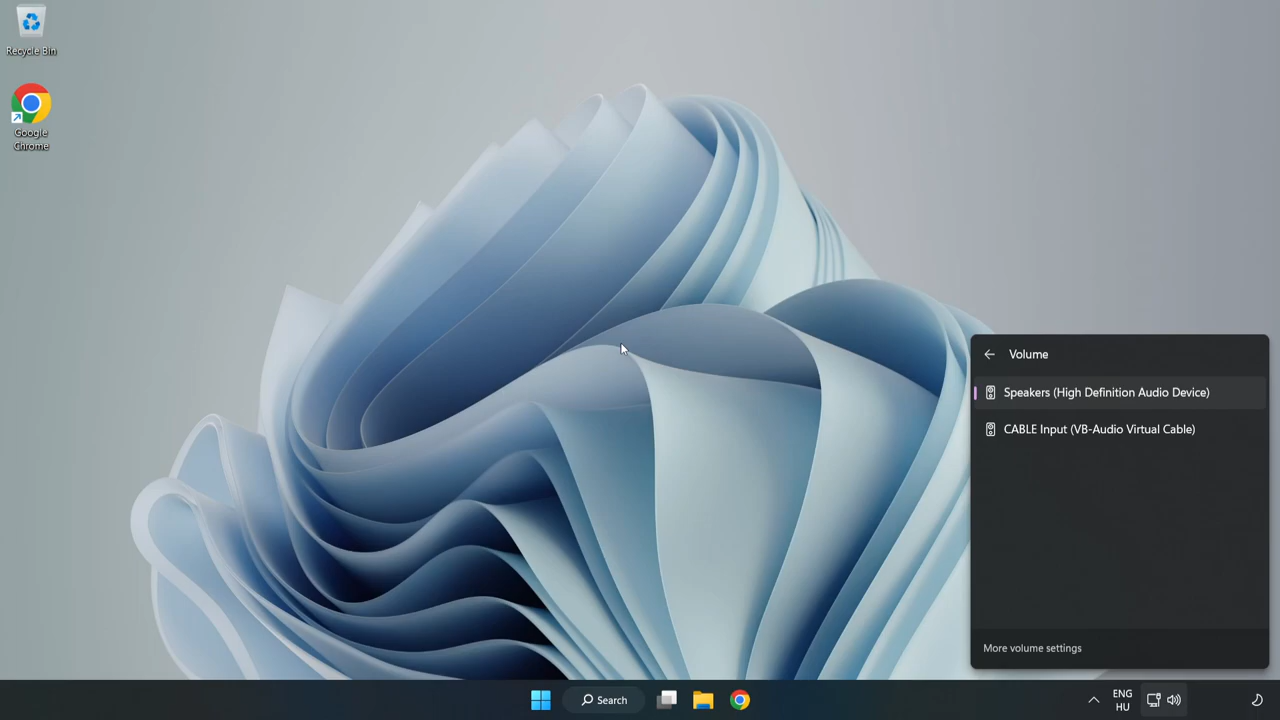 Recycle Bin
Google
Chrome
Volume
Speakers (High Definition Audio Device)
CABLE Input (VB-Audio Virtual Cable)
More volume settings
Search
ENG
HU